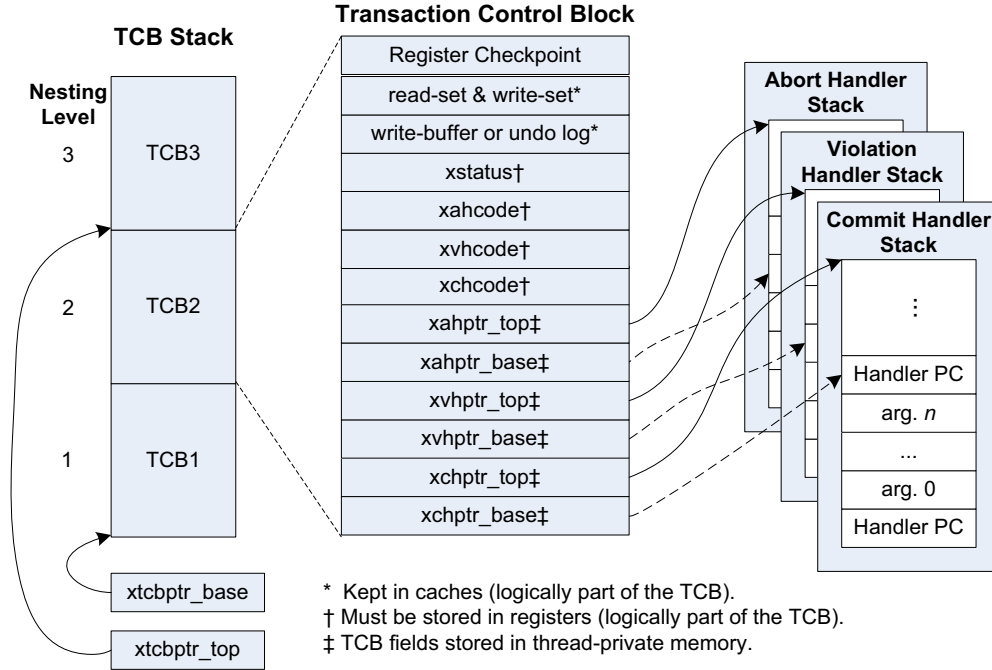 Transaction Control Block
TCB Stack
Nesting
Level
3
2
1
TCB3
TCB2
TCB1
xtcbptr_base
xtcbptr_top
Register Checkpoint
read-set & write-set*
write-buffer or undo log*
xstatus†
xahcode†
xvhcode†
xchcode†
xahptr_top‡
xahptr_base‡
xvhptr_top‡
xvhptr_base‡
xchptr_top‡
xchptr_base‡
Abort Handler
Stack
Violation
Handler Stack
Commit Handler
Stack
⋮
Handler PC
arg. n
...
arg. 0
Handler PC
* Kept in caches (logically part of the TCB).
† Must be stored in registers (logically part of the TCB).
‡ TCB fields stored in thread-private memory.